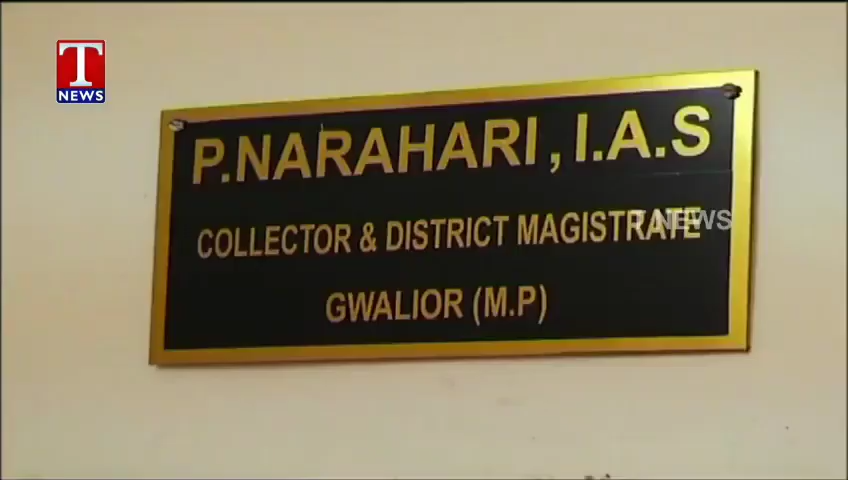 T
NEWS
P.NARAHARI, I.A.S
COLLECTOR & DISTRICT MAGISTRATE
T NEWS
GWALIOR (M.P)